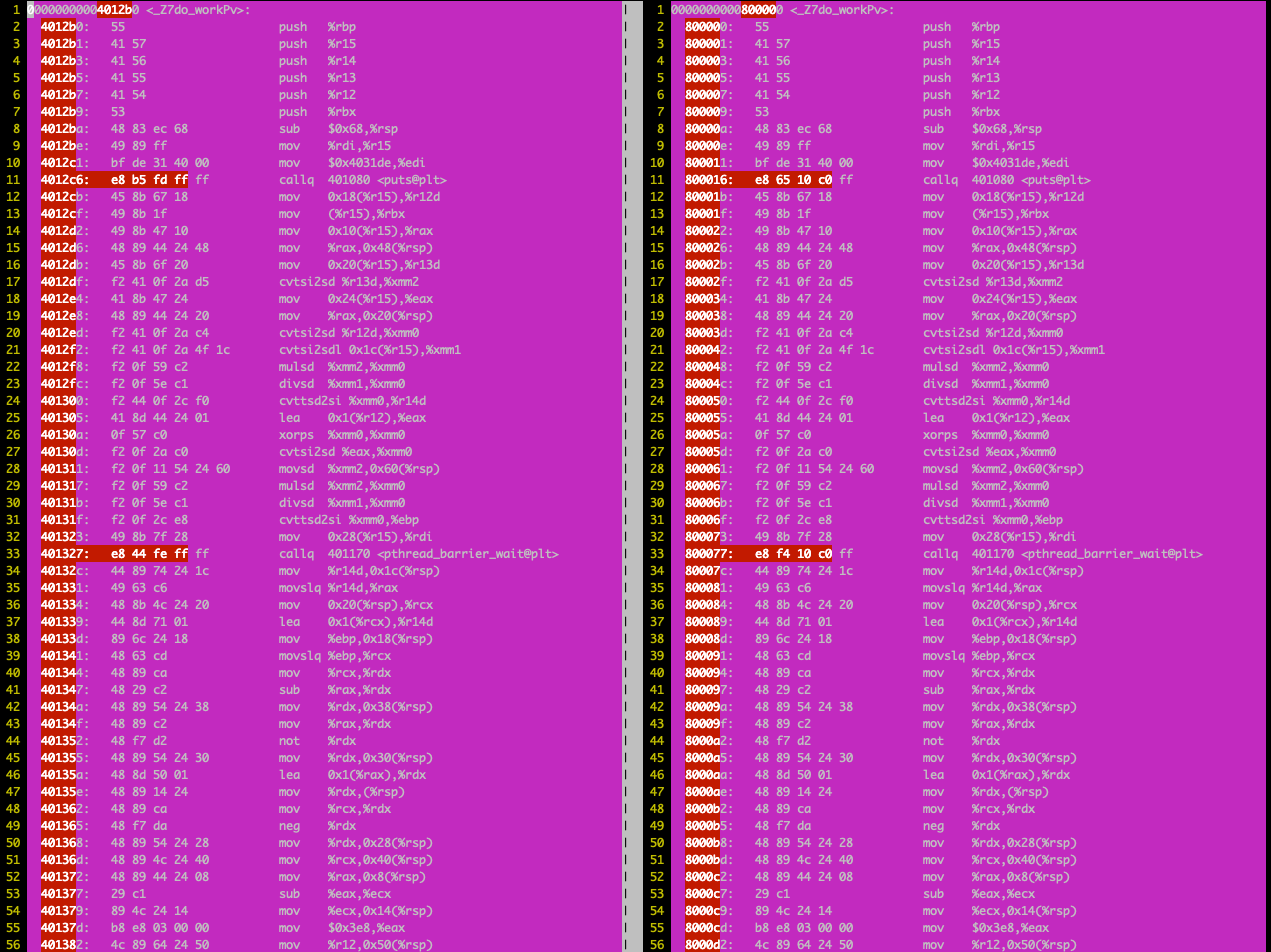 1 00000000004012b0 <_Z7do_workPv>:
2 4012b0: 55 push %rbp
3 4012b1: 41 57 push %r15
4 4012b3: 41 56 push %r14
5 4012b5: 41 55 push %r13
6 4012b7: 41 54 push %r12
7 4012b9: 53 push %rbx
8 4012ba: 48 83 ec 68 sub $0x68,%rsp
9 4012be: 49 89 ff mov %rdi,%r15
10 4012c1: bf de 31 40 00 mov $0x4031de,%edi
11 4012c6: e8 b5 fd ff ff callq 401080 <puts@plt>
12 4012cb: 45 8b 67 18 mov 0x18(%r15),%r12d
13 4012cf: 49 8b 1f mov (%r15),%rbx
14 4012d2: 49 8b 47 10 mov 0x10(%r15),%rax
15 4012d6: 48 89 44 24 48 mov %rax,0x48(%rsp)
16 4012db: 45 8b 6f 20 mov 0x20(%r15),%r13d
17 4012df: f2 41 0f 2a d5 cvtsi2sd %r13d,%xmm2
18 4012e4: 41 8b 47 24 mov 0x24(%r15),%eax
19 4012e8: 48 89 44 24 20 mov %rax,0x20(%rsp)
20 4012ed: f2 41 0f 2a c4 cvtsi2sd %r12d,%xmm0
21 4012f2: f2 41 0f 2a 4f 1c cvtsi2sdl 0x1c(%r15),%xmm1
22 4012f8: f2 0f 59 c2 mulsd %xmm2,%xmm0
23 4012fc: f2 0f 5e c1 divsd %xmm1,%xmm0
24 401300: f2 44 0f 2c f0 cvttsd2si %xmm0,%r14d
25 401305: 41 8d 44 24 01 lea 0x1(%r12),%eax
26 40130a: 0f 57 c0 xorps %xmm0,%xmm0
27 40130d: f2 0f 2a c0 cvtsi2sd %eax,%xmm0
28 401311: f2 0f 11 54 24 60 movsd %xmm2,0x60(%rsp)
29 401317: f2 0f 59 c2 mulsd %xmm2,%xmm0
30 40131b: f2 0f 5e c1 divsd %xmm1,%xmm0
31 40131f: f2 0f 2c e8 cvttsd2si %xmm0,%ebp
32 401323: 49 8b 7f 28 mov 0x28(%r15),%rdi
33 401327: e8 44 fe ff ff callq 401170 <pthread_barrier_wait@plt>
34 40132c: 44 89 74 24 1c mov %r14d,0x1c(%rsp)
35 401331: 49 63 c6 movslq %r14d,%rax
36 401334: 48 8b 4c 24 20 mov 0x20(%rsp),%rcx
37 401339: 44 8d 71 01 lea 0x1(%rcx),%r14d
38 40133d: 89 6c 24 18 mov %ebp,0x18(%rsp)
39 401341: 48 63 cd movslq %ebp,%rcx
40 401344: 48 89 ca mov %rcx,%rdx
41 401347: 48 29 c2 sub %rax,%rdx
42 40134a: 48 89 54 24 38 mov %rdx,0x38(%rsp)
43 40134f: 48 89 c2 mov %rax,%rdx
44 401352: 48 f7 d2 not %rdx
45 401355: 48 89 54 24 30 mov %rdx,0x30(%rsp)
46 40135a: 48 8d 50 01 lea 0x1(%rax),%rdx
47 40135e: 48 89 14 24 mov %rdx,(%rsp)
48 401362: 48 89 ca mov %rcx,%rdx
49 401365: 48 f7 da neg %rdx
50 401368: 48 89 54 24 28 mov %rdx,0x28(%rsp)
51 40136d: 48 89 4c 24 40 mov %rcx,0x40(%rsp)
52 401372: 48 89 44 24 08 mov %rax,0x8(%rsp)
53 401377: 29 c1 sub %eax,%ecx
54 401379: 89 4c 24 14 mov %ecx,0x14(%rsp)
55 40137d: b8 e8 03 00 00 mov $0x3e8,%eax
56 401382: 4c 89 64 24 50 mov %r12,0x50(%rsp)
1 0000000000800000 <_Z7do_workPv>:
2 800000: 55 push %rbp
3 800001: 41 57 push %r15
4 800003: 41 56 push %r14
5 800005: 41 55 push %r13
6 800007: 41 54 push %r12
7 800009: 53 push %rbx
8 80000a: 48 83 ec 68 sub $0x68,%rsp
9 80000e: 49 89 ff mov %rdi,%r15
10 800011: bf de 31 40 00 mov $0x4031de,%edi
11 800016: e8 65 10 c0 ff callq 401080 <puts@plt>
12 80001b: 45 8b 67 18 mov 0x18(%r15),%r12d
13 80001f: 49 8b 1f mov (%r15),%rbx
14 800022: 49 8b 47 10 mov 0x10(%r15),%rax
15 800026: 48 89 44 24 48 mov %rax,0x48(%rsp)
16 80002b: 45 8b 6f 20 mov 0x20(%r15),%r13d
17 80002f: f2 41 0f 2a d5 cvtsi2sd %r13d,%xmm2
18 800034: 41 8b 47 24 mov 0x24(%r15),%eax
19 800038: 48 89 44 24 20 mov %rax,0x20(%rsp)
20 80003d: f2 41 0f 2a c4 cvtsi2sd %r12d,%xmm0
21 800042: f2 41 0f 2a 4f 1c cvtsi2sdl 0x1c(%r15),%xmm1
22 800048: f2 0f 59 c2 mulsd %xmm2,%xmm0
23 80004c: f2 0f 5e c1 divsd %xmm1,%xmm0
24 800050: f2 44 0f 2c f0 cvttsd2si %xmm0,%r14d
25 800055: 41 8d 44 24 01 lea 0x1(%r12),%eax
26 80005a: 0f 57 c0 xorps %xmm0,%xmm0
27 80005d: f2 0f 2a c0 cvtsi2sd %eax,%xmm0
28 800061: f2 0f 11 54 24 60 movsd %xmm2,0x60(%rsp)
29 800067: f2 0f 59 c2 mulsd %xmm2,%xmm0
30 80006b: f2 0f 5e c1 divsd %xmm1,%xmm0
31 80006f: f2 0f 2c e8 cvttsd2si %xmm0,%ebp
32 800073: 49 8b 7f 28 mov 0x28(%r15),%rdi
33 800077: e8 f4 10 c0 ff callq 401170 <pthread_barrier_wait@plt>
34 80007c: 44 89 74 24 1c mov %r14d,0x1c(%rsp)
35 800081: 49 63 c6 movslq %r14d,%rax
36 800084: 48 8b 4c 24 20 mov 0x20(%rsp),%rcx
37 800089: 44 8d 71 01 lea 0x1(%rcx),%r14d
38 80008d: 89 6c 24 18 mov %ebp,0x18(%rsp)
39 800091: 48 63 cd movslq %ebp,%rcx
40 800094: 48 89 ca mov %rcx,%rdx
41 800097: 48 29 c2 sub %rax,%rdx
42 80009a: 48 89 54 24 38 mov %rdx,0x38(%rsp)
43 80009f: 48 89 c2 mov %rax,%rdx
44 8000a2: 48 f7 d2 not %rdx
45 8000a5: 48 89 54 24 30 mov %rdx,0x30(%rsp)
46 8000aa: 48 8d 50 01 lea 0x1(%rax),%rdx
47 8000ae: 48 89 14 24 mov %rdx,(%rsp)
48 8000b2: 48 89 ca mov %rcx,%rdx
49 8000b5: 48 f7 da neg %rdx
50 8000b8: 48 89 54 24 28 mov %rdx,0x28(%rsp)
51 8000bd: 48 89 4c 24 40 mov %rcx,0x40(%rsp)
52 8000c2: 48 89 44 24 08 mov %rax,0x8(%rsp)
53 8000c7: 29 c1 sub %eax,%ecx
54 8000c9: 89 4c 24 14 mov %ecx,0x14(%rsp)
55 8000cd: b8 e8 03 00 00 mov $0x3e8,%eax
56 8000d2: 4c 89 64 24 50 mov %r12,0x50(%rsp)